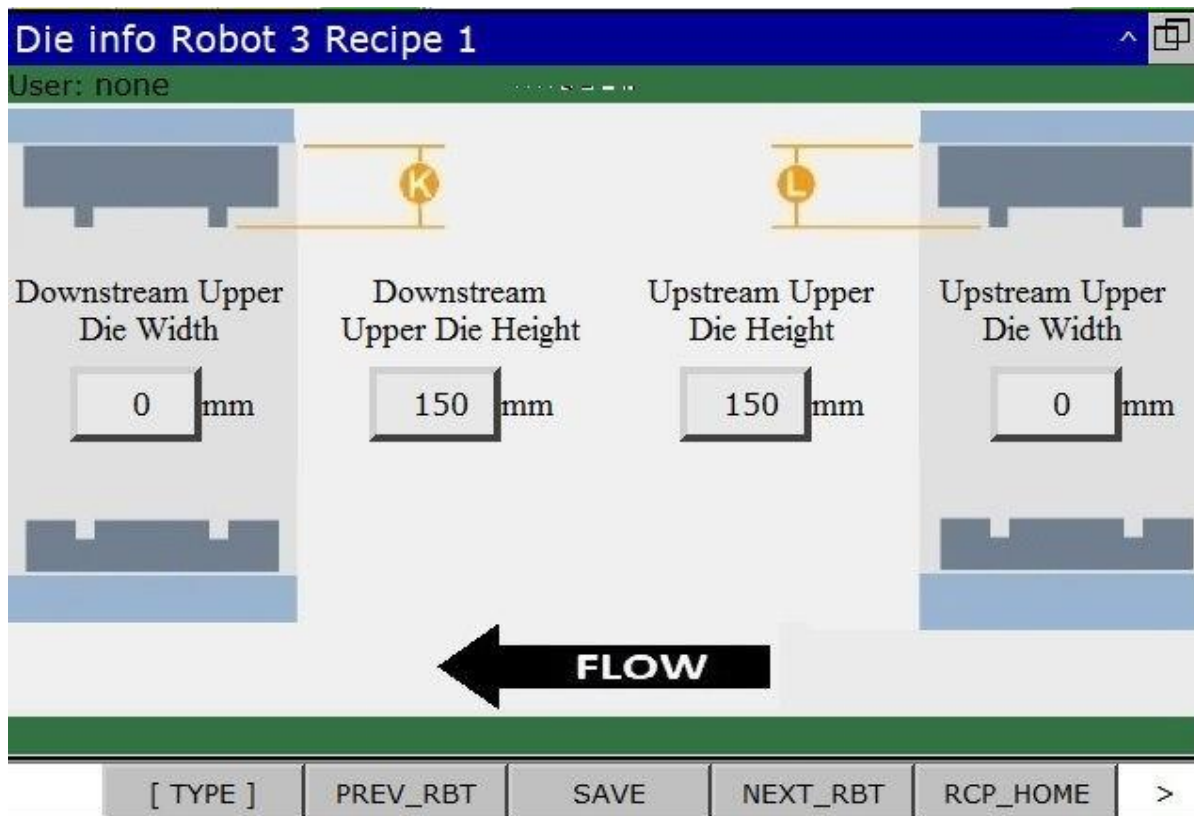 Die info Robot 3 Recipe 1
User: none
K
L
Downstream Upper
Die Width
Downstream
Upper Die Height
Upstream Upper
Die Height
Upstream Upper
Die Width
0 mm
150 mm
150 mm
0 mm
FLOW
[ TYPE ] PREV_RBT SAVE NEXT_RBT RCP_HOME >